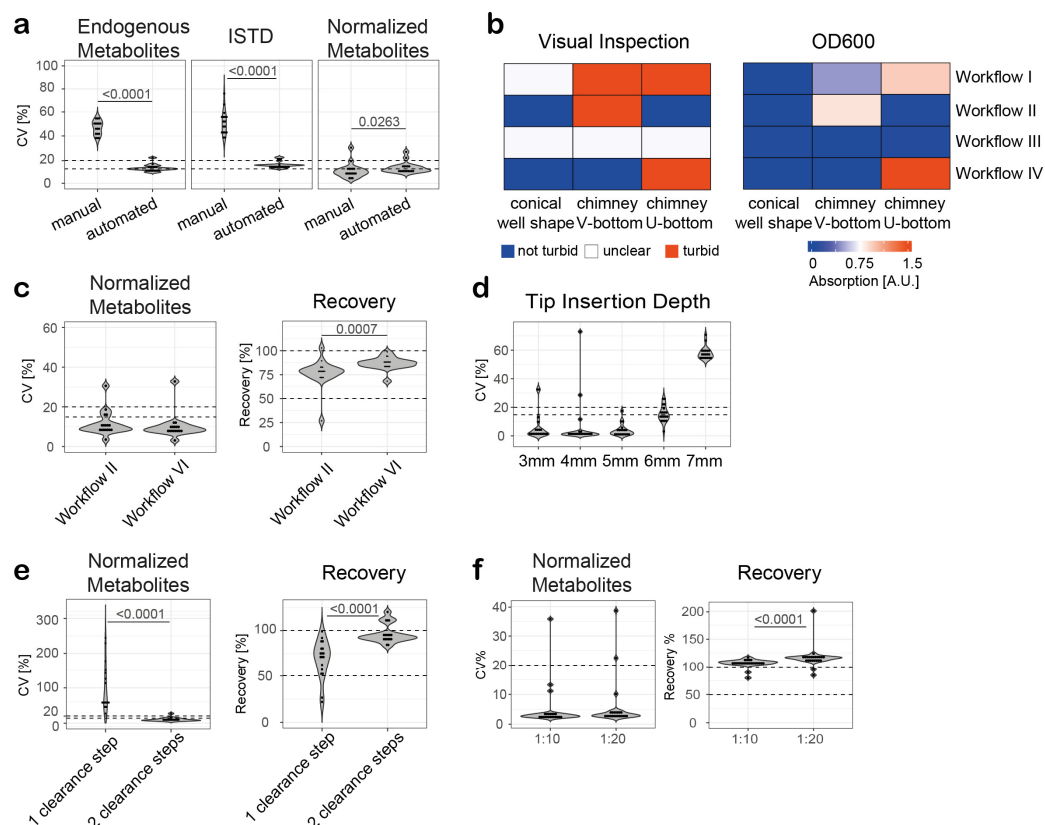 a
Endogenous
Metabolites
ISTD
Normalized
Metabolites
CV [%]
100
80
60
40
20
0
<0.0001
<0.0001
0.0263
manual
automated
manual
automated
manual
automated
b
Visual Inspection
OD600
Workflow I
Workflow II
Workflow III
Workflow IV
conical
well shape
chimney
V-bottom
chimney
U-bottom
conical
well shape
chimney
V-bottom
chimney
U-bottom
not turbid
unclear
turbid
0
0.75
1.5
Absorption [A.U.]
c
Normalized
Metabolites
CV [%]
60
40
20
0
Workflow II
Workflow VI
Recovery
Recovery [%]
100
75
50
25
0
0.0007
Workflow II
Workflow VI
d
Tip Insertion Depth
CV [%]
60
40
20
0
3mm
4mm
5mm
6mm
7mm
e
Normalized
Metabolites
CV [%]
300
200
100
20
0
<0.0001
1 clearance step
2 clearance steps
Recovery
Recovery [%]
100
50
0
<0.0001
1 clearance step
2 clearance steps
f
Normalized
Metabolites
CV%
40
30
20
10
0
1:10
1:20
Recovery
Recovery %
200
150
100
50
0
<0.0001
1:10
1:20